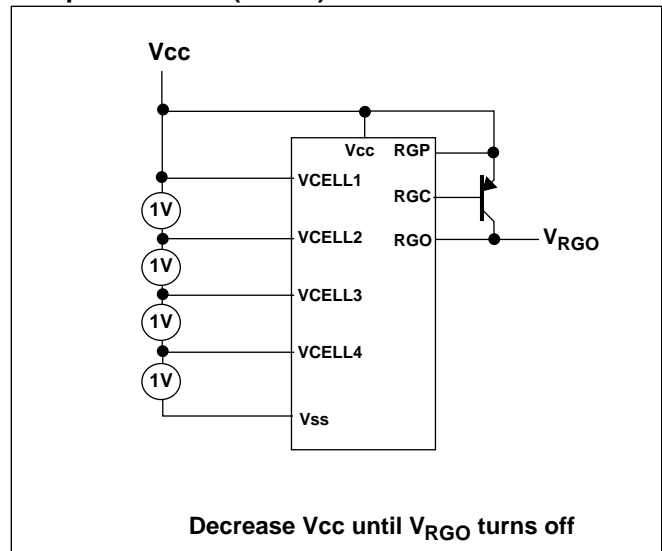 Vcc
Vcc RGP
VCELL1
RGC
1V
VCELL2
RGO
VRGO
1V
VCELL3
1V
VCELL4
1V
Vss
Decrease Vcc until VRGO turns off